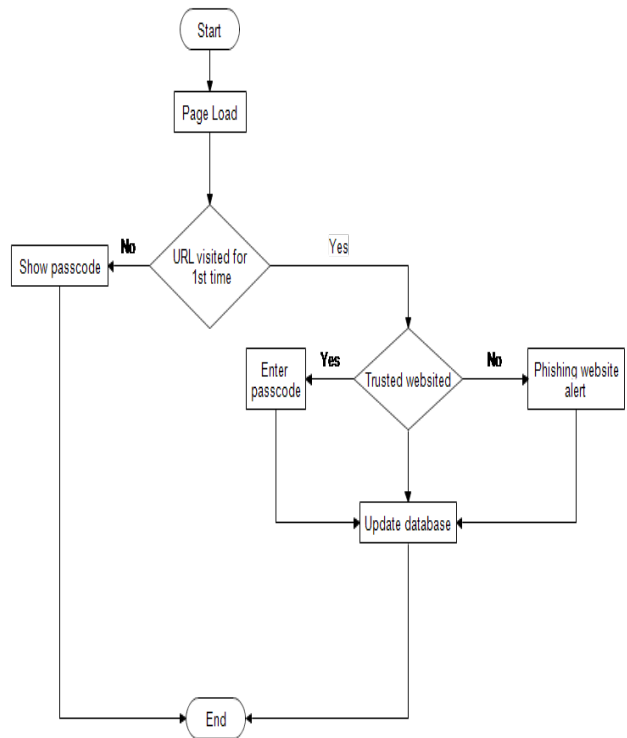 Start
Page Load
URL visited for
1st time
No
Yes
Show passcode
Trusted websited
Yes
No
Enter
passcode
Phishing website
alert
Update database
End